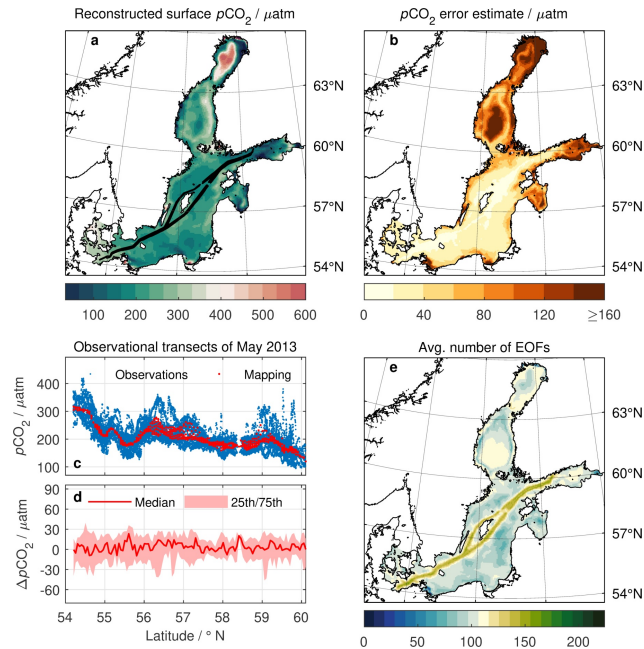 Reconstructed surface pCO₂ / μatm
a
63°N
60°N
57°N
54°N
100 200 300 400 500 600
pCO₂ error estimate / μatm
b
63°N
60°N
57°N
54°N
0 40 80 120 ≥160
Observational transects of May 2013
Observations Mapping
400
300
200
100
pCO₂ / μatm
c
d
Median 25th/75th
90
60
30
0
-30
-60
ΔpCO₂ / μatm
54 55 56 57 58 59 60
Latitude / ° N
Avg. number of EOFs
e
63°N
60°N
57°N
54°N
0 50 100 150 200